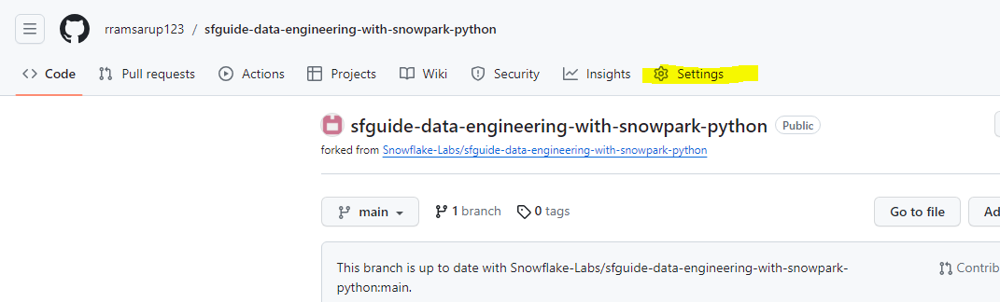 rramsarup123 / sfguide-data-engineering-with-snowpark-python
Code Pull requests Actions Projects Wiki Security Insights Settings
sfguide-data-engineering-with-snowpark-python Public
forked from Snowflake-Labs/sfguide-data-engineering-with-snowpark-python
main 1 branch 0 tags Go to file Ad
This branch is up to date with Snowflake-Labs/sfguide-data-engineering-with-snowpark- Contrib
python:main.